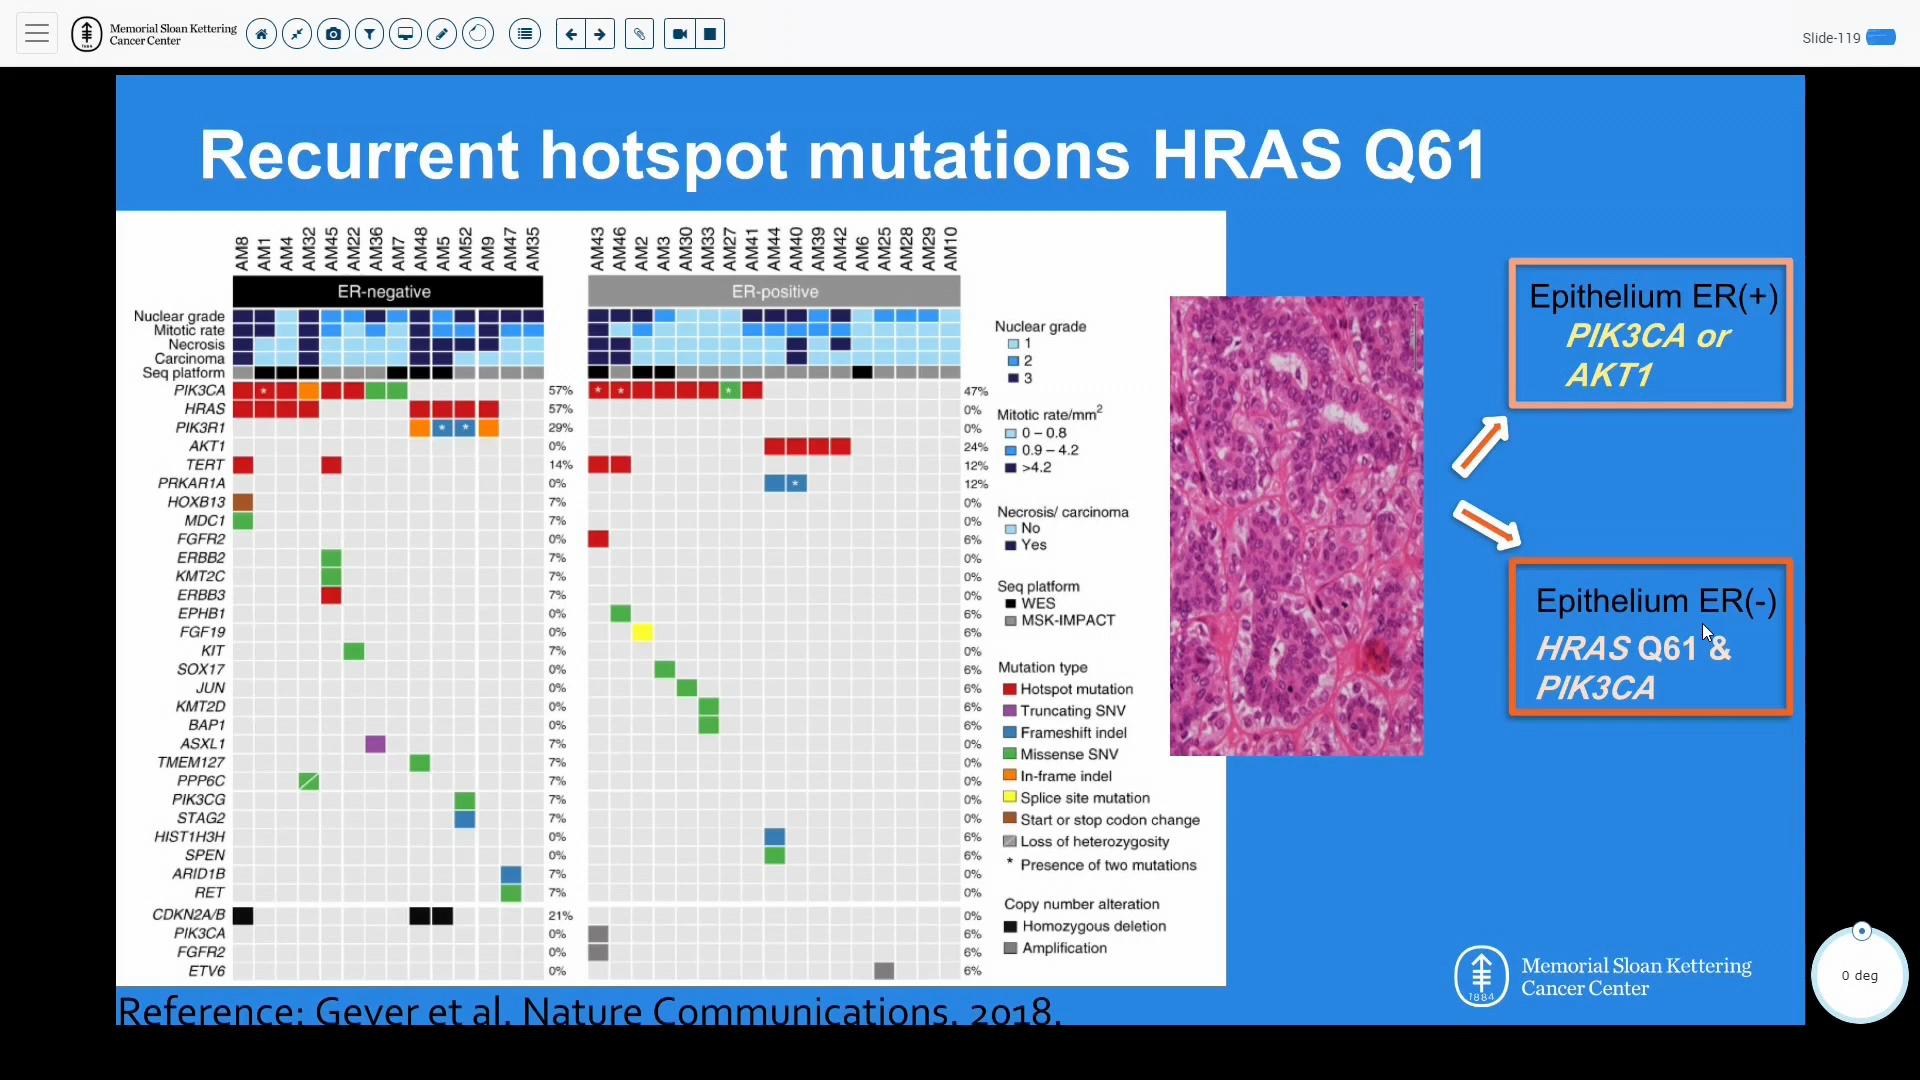 Memorial Sloan Kettering
Cancer Center
Slide-119
Recurrent hotspot mutations HRAS Q61
AM8 AM1 AM4 AM32 AM45 AM22 AM36 AM7 AM48 AM5 AM52 AM9 AM47 AM35
AM43 AM46 AM2 AM3 AM30 AM33 AM27 AM41 AM44 AM40 AM39 AM42 AM6 AM25 AM28 AM29 AM10
ER-negative ER-positive
Nuclear grade
Mitotic rate
Necrosis
Carcinoma
Seq platform
PIK3CA * 57% * * * 47%
HRAS 57% 0%
PIK3R1 * * 29% 0%
AKT1 0% 24%
TERT 14% 12%
PRKAR1A 0% * 12%
HOXB13 7% 0%
MDC1 7% 0%
FGFR2 0% 6%
ERBB2 7% 0%
KMT2C 7% 0%
ERBB3 7% 0%
EPHB1 0% 6%
FGF19 0% 6%
KIT 7% 0%
SOX17 0% 6%
JUN 0% 6%
KMT2D 0% 6%
BAP1 0% 6%
ASXL1 7% 0%
TMEM127 7% 0%
PPP6C 7% 0%
PIK3CG 7% 0%
STAG2 7% 0%
HIST1H3H 0% 6%
SPEN 0% 6%
ARID1B 7% 0%
RET 7% 0%
CDKN2A/B 21% 0%
PIK3CA 0% 6%
FGFR2 0% 6%
ETV6 0% 6%
Nuclear grade
1
2
3
Mitotic rate/mm2
0 – 0.8
0.9 – 4.2
>4.2
Necrosis/ carcinoma
No
Yes
Seq platform
WES
MSK-IMPACT
Mutation type
Hotspot mutation
Truncating SNV
Frameshift indel
Missense SNV
In-frame indel
Splice site mutation
Start or stop codon change
Loss of heterozygosity
* Presence of two mutations
Copy number alteration
Homozygous deletion
Amplification
Epithelium ER(+)
PIK3CA or
AKT1
Epithelium ER(-)
HRAS Q61 &
PIK3CA
1884
Memorial Sloan Kettering
Cancer Center
0 deg
Reference: Geyer et al. Nature Communications. 2018.